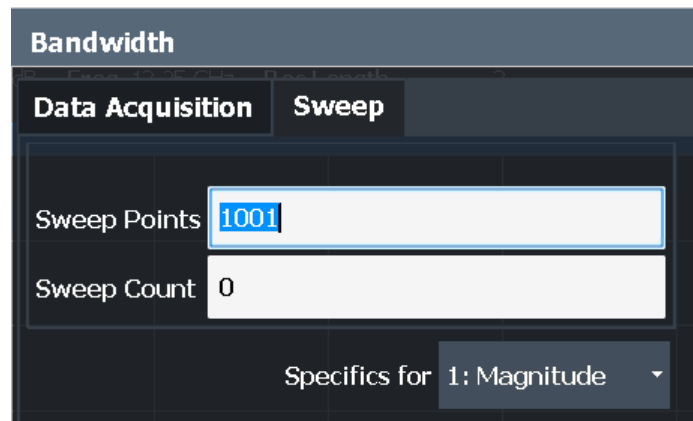 Bandwidth
Data Acquisition Sweep
Sweep Points 1001
Sweep Count 0
Specifics for 1: Magnitude